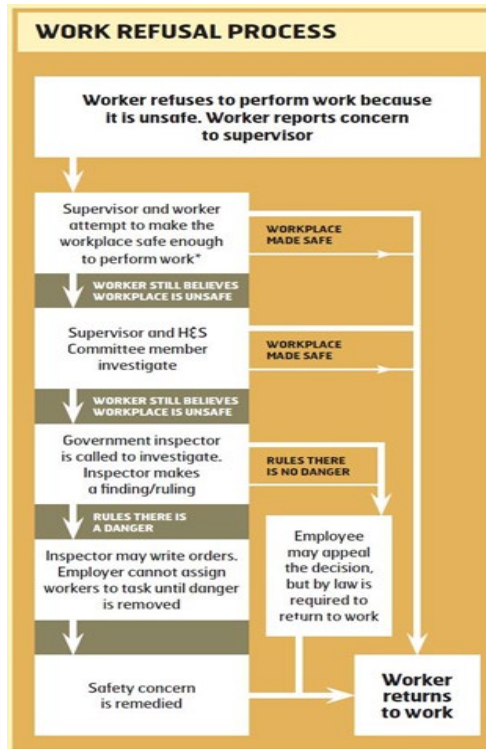 WORK REFUSAL PROCESS
Worker refuses to perform work because
it is unsafe. Worker reports concern
to supervisor
Supervisor and worker
attempt to make the
workplace safe enough
to perform work*
WORKPLACE
MADE SAFE
WORKER STILL BELIEVES
WORKPLACE IS UNSAFE
Supervisor and H&S
Committee member
investigate
WORKPLACE
MADE SAFE
WORKER STILL BELIEVES
WORKPLACE IS UNSAFE
Government inspector
is called to investigate.
Inspector makes
a finding/ruling
RULES THERE
IS NO DANGER
RULES THERE IS
A DANGER
Inspector may write orders.
Employer cannot assign
workers to task until danger
is removed
Employee
may appeal
the decision,
but by law is
required to
return to work
Safety concern
is remedied
Worker
returns
to work